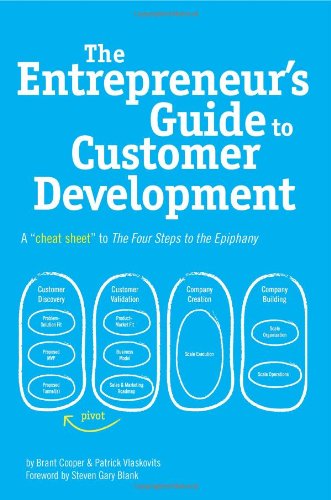 The
Entrepreneur's
Guide to
Customer
Development
A "cheat sheet" to The Four Steps to the Epiphany
Customer
Discovery
Problem-
Solution Fit
Proposed
MVP
Proposed
Funnel(s)
Customer
Validation
Product-
Market Fit
Business
Model
Sales & Marketing
Roadmap
Company
Creation
Scale Execution
Company
Building
Scale
Organization
Scale Operations
pivot
by Brant Cooper & Patrick Vlaskovits
Foreword by Steven Gary Blank